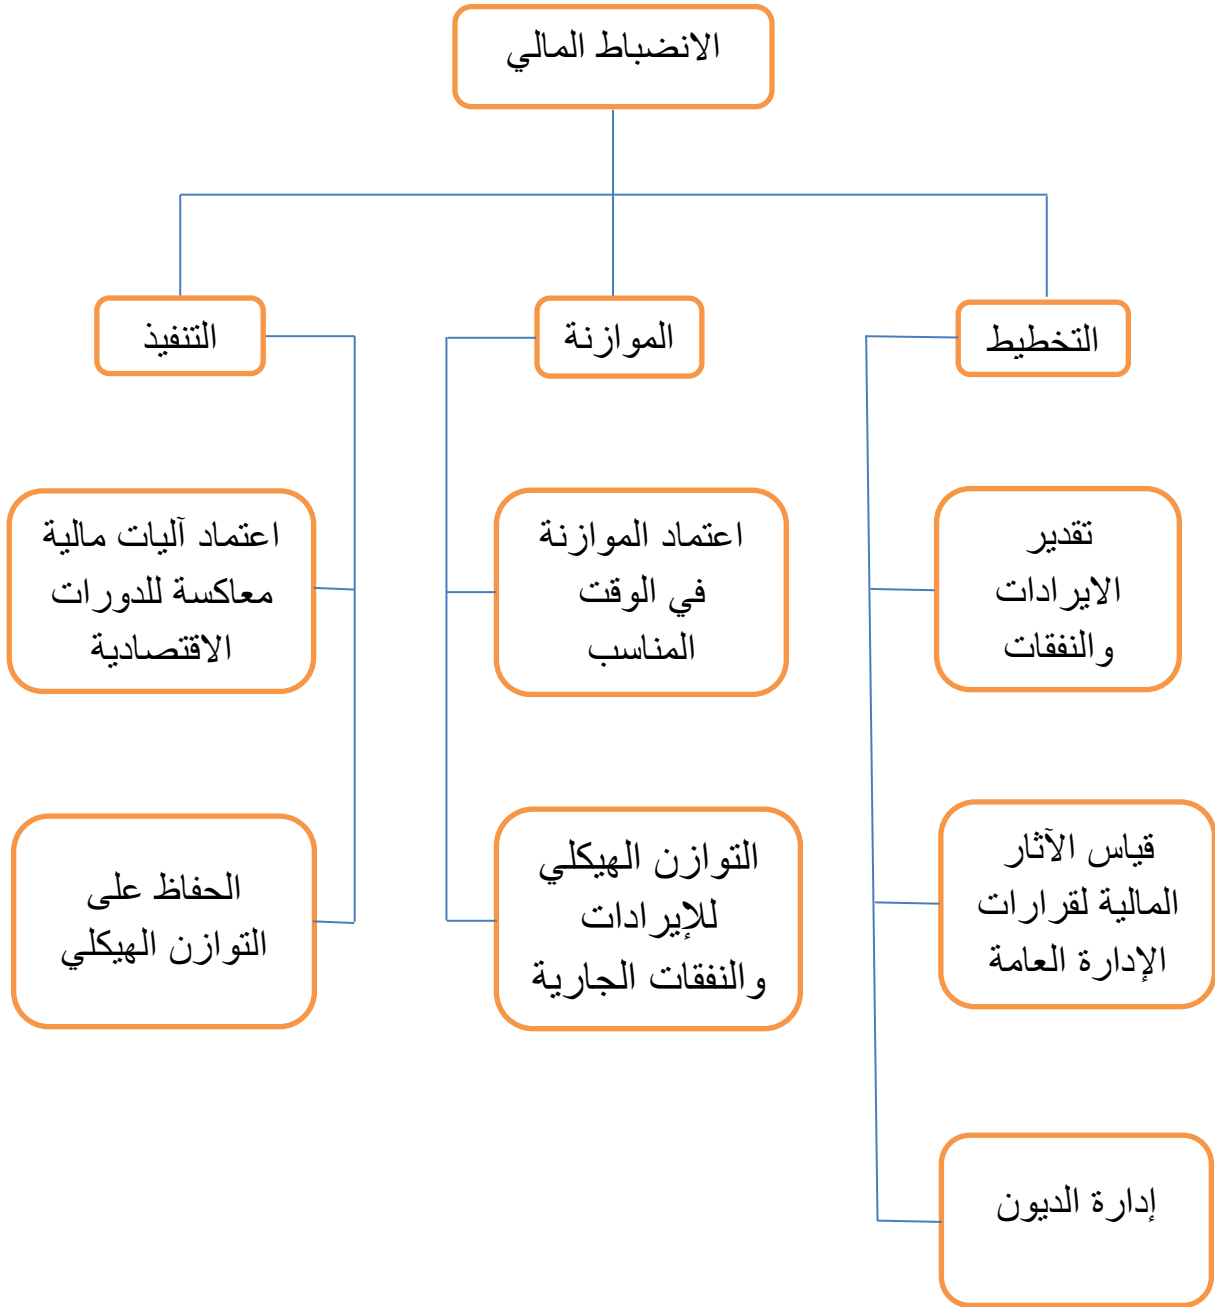 الانضباط المالي
التخطيط
الموازنة
التنفيذ
تقدير
الايرادات
والنفقات
اعتماد الموازنة
في الوقت
المناسب
اعتماد آليات مالية
معاكسة للدورات
الاقتصادية
قياس الآثار
المالية لقرارات
الإدارة العامة
التوازن الهيكلي
للإيرادات
والنفقات الجارية
الحفاظ على
التوازن الهيكلي
إدارة الديون